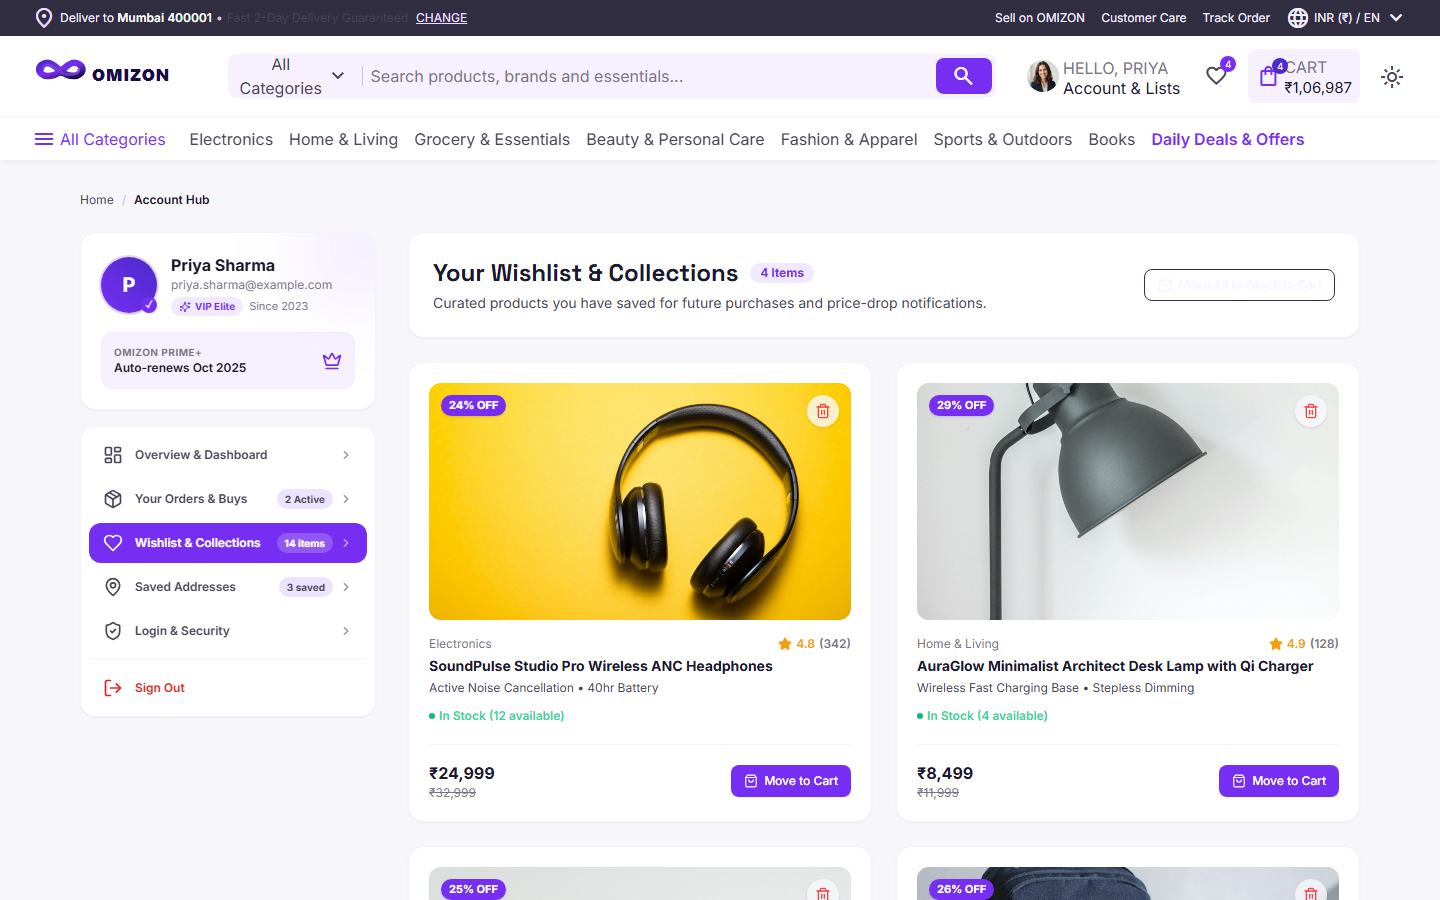 Deliver to Mumbai 400001 • Fast 2-Day Delivery Guaranteed CHANGE
Sell on OMIZON Customer Care Track Order INR (₹) / EN
OMIZON
All Categories
Search products, brands and essentials...
HELLO, PRIYA
Account & Lists
4
4
CART
₹1,06,987
All Categories Electronics Home & Living Grocery & Essentials Beauty & Personal Care Fashion & Apparel Sports & Outdoors Books Daily Deals & Offers
Home / Account Hub
P
Priya Sharma
priya.sharma@example.com
VIP Elite Since 2023
OMIZON PRIME+
Auto-renews Oct 2025
Overview & Dashboard
Your Orders & Buys 2 Active
Wishlist & Collections 14 items
Saved Addresses 3 saved
Login & Security
Sign Out
Your Wishlist & Collections 4 Items
Curated products you have saved for future purchases and price-drop notifications.
Move All In-Stock to Cart
24% OFF
Electronics 4.8 (342)
SoundPulse Studio Pro Wireless ANC Headphones
Active Noise Cancellation • 40hr Battery
In Stock (12 available)
₹24,999
₹32,999
Move to Cart
29% OFF
Home & Living 4.9 (128)
AuraGlow Minimalist Architect Desk Lamp with Qi Charger
Wireless Fast Charging Base • Stepless Dimming
In Stock (4 available)
₹8,499
₹11,999
Move to Cart
25% OFF
26% OFF